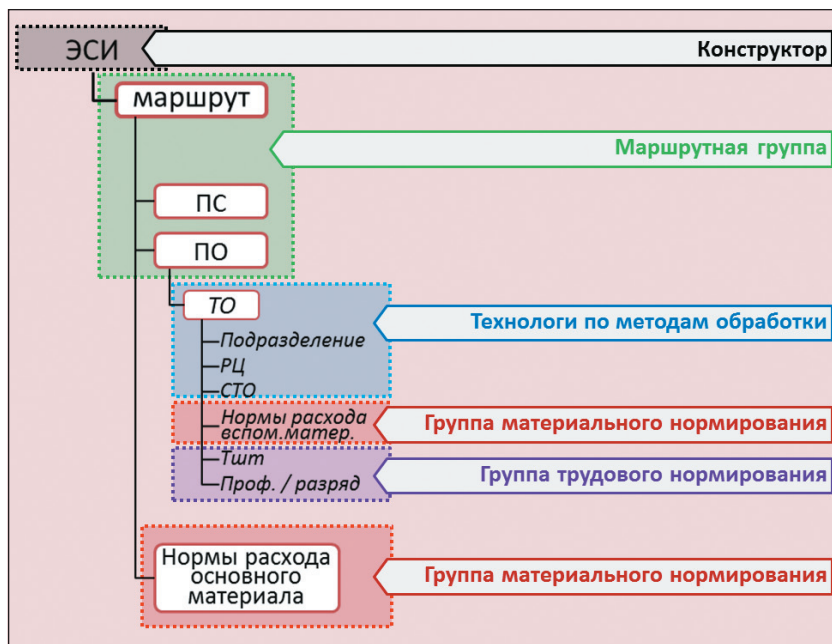 ЭСИ
Конструктор
маршрут
Маршрутная группа
ПС
ПО
ТО
Технологи по методам обработки
Подразделение
РЦ
СТО
Нормы расхода
вспом.матер.
Группа материального нормирования
Тшт
Группа трудового нормирования
Проф. / разряд
Нормы расхода
основного
материала
Группа материального нормирования